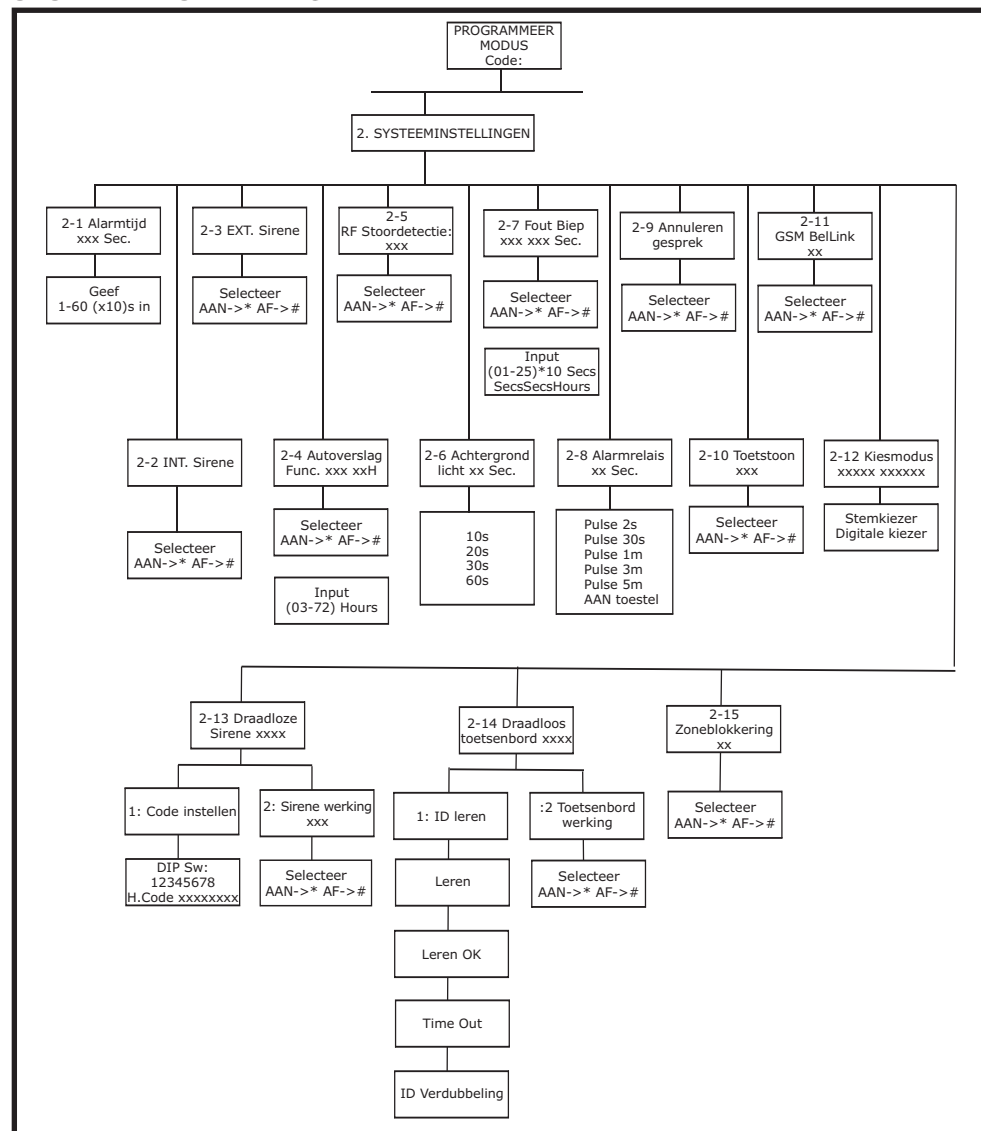 PROGRAMMEER
MODUS
Code:
2. SYSTEEMINSTELLINGEN
2-1 Alarmtijd
xxx Sec.
Geef
1-60 (x10)s in
2-3 EXT. Sirene
Selecteer
AAN->* AF->#
2-5
RF Stoordetectie:
xxx
Selecteer
AAN->* AF->#
2-7 Fout Biep
xxx xxx Sec.
Selecteer
AAN->* AF->#
Input
(01-25)*10 Secs
SecsSecsHours
2-9 Annuleren
gesprek
Selecteer
AAN->* AF->#
2-11
GSM BelLink
xx
Selecteer
AAN->* AF->#
2-2 INT. Sirene
Selecteer
AAN->* AF->#
2-4 Autoverslag
Func. xxx xxH
Selecteer
AAN->* AF->#
Input
(03-72) Hours
2-6 Achtergrond
licht xx Sec.
10s
20s
30s
60s
2-8 Alarmrelais
xx Sec.
Pulse 2s
Pulse 30s
Pulse 1m
Pulse 3m
Pulse 5m
AAN toestel
2-10 Toetstoon
xxx
Selecteer
AAN->* AF->#
2-12 Kiesmodus
xxxxx xxxxxx
Stemkiezer
Digitale kiezer
2-13 Draadloze
Sirene xxxx
1: Code instellen
DIP Sw:
12345678
H.Code xxxxxxxx
2: Sirene werking
xxx
Selecteer
AAN->* AF->#
2-14 Draadloos
toetsenbord xxxx
1: ID leren
Leren
Leren OK
Time Out
ID Verdubbeling
:2 Toetsenbord
werking
Selecteer
AAN->* AF->#
2-15
Zoneblokkering
xx
Selecteer
AAN->* AF->#